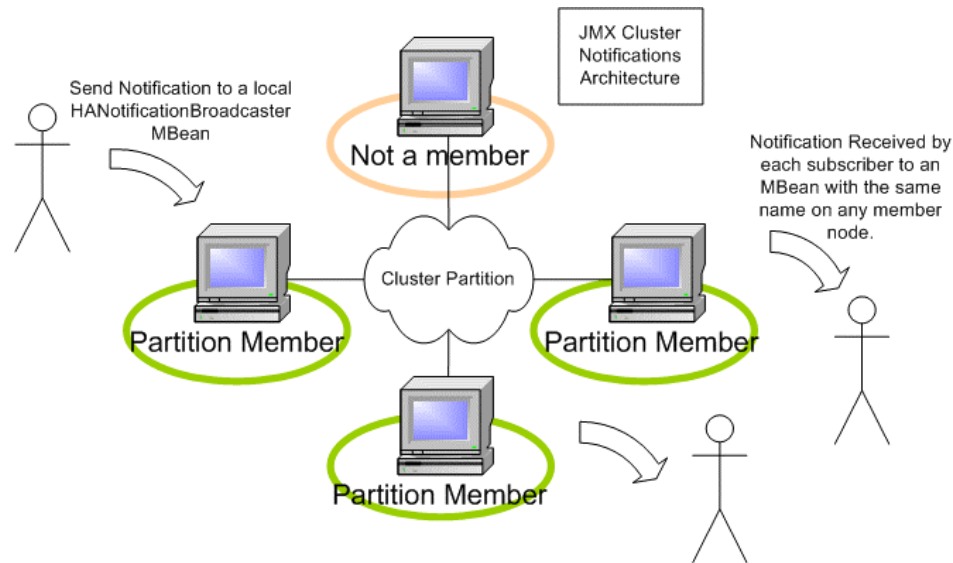 JMX Cluster
Notifications
Architecture
Send Notification to a local
HANotificationBroadcaster
MBean
Not a member
Notification Received by
each subscriber to an
MBean with the same
name on any member
node.
Cluster Partition
Partition Member
Partition Member
Partition Member